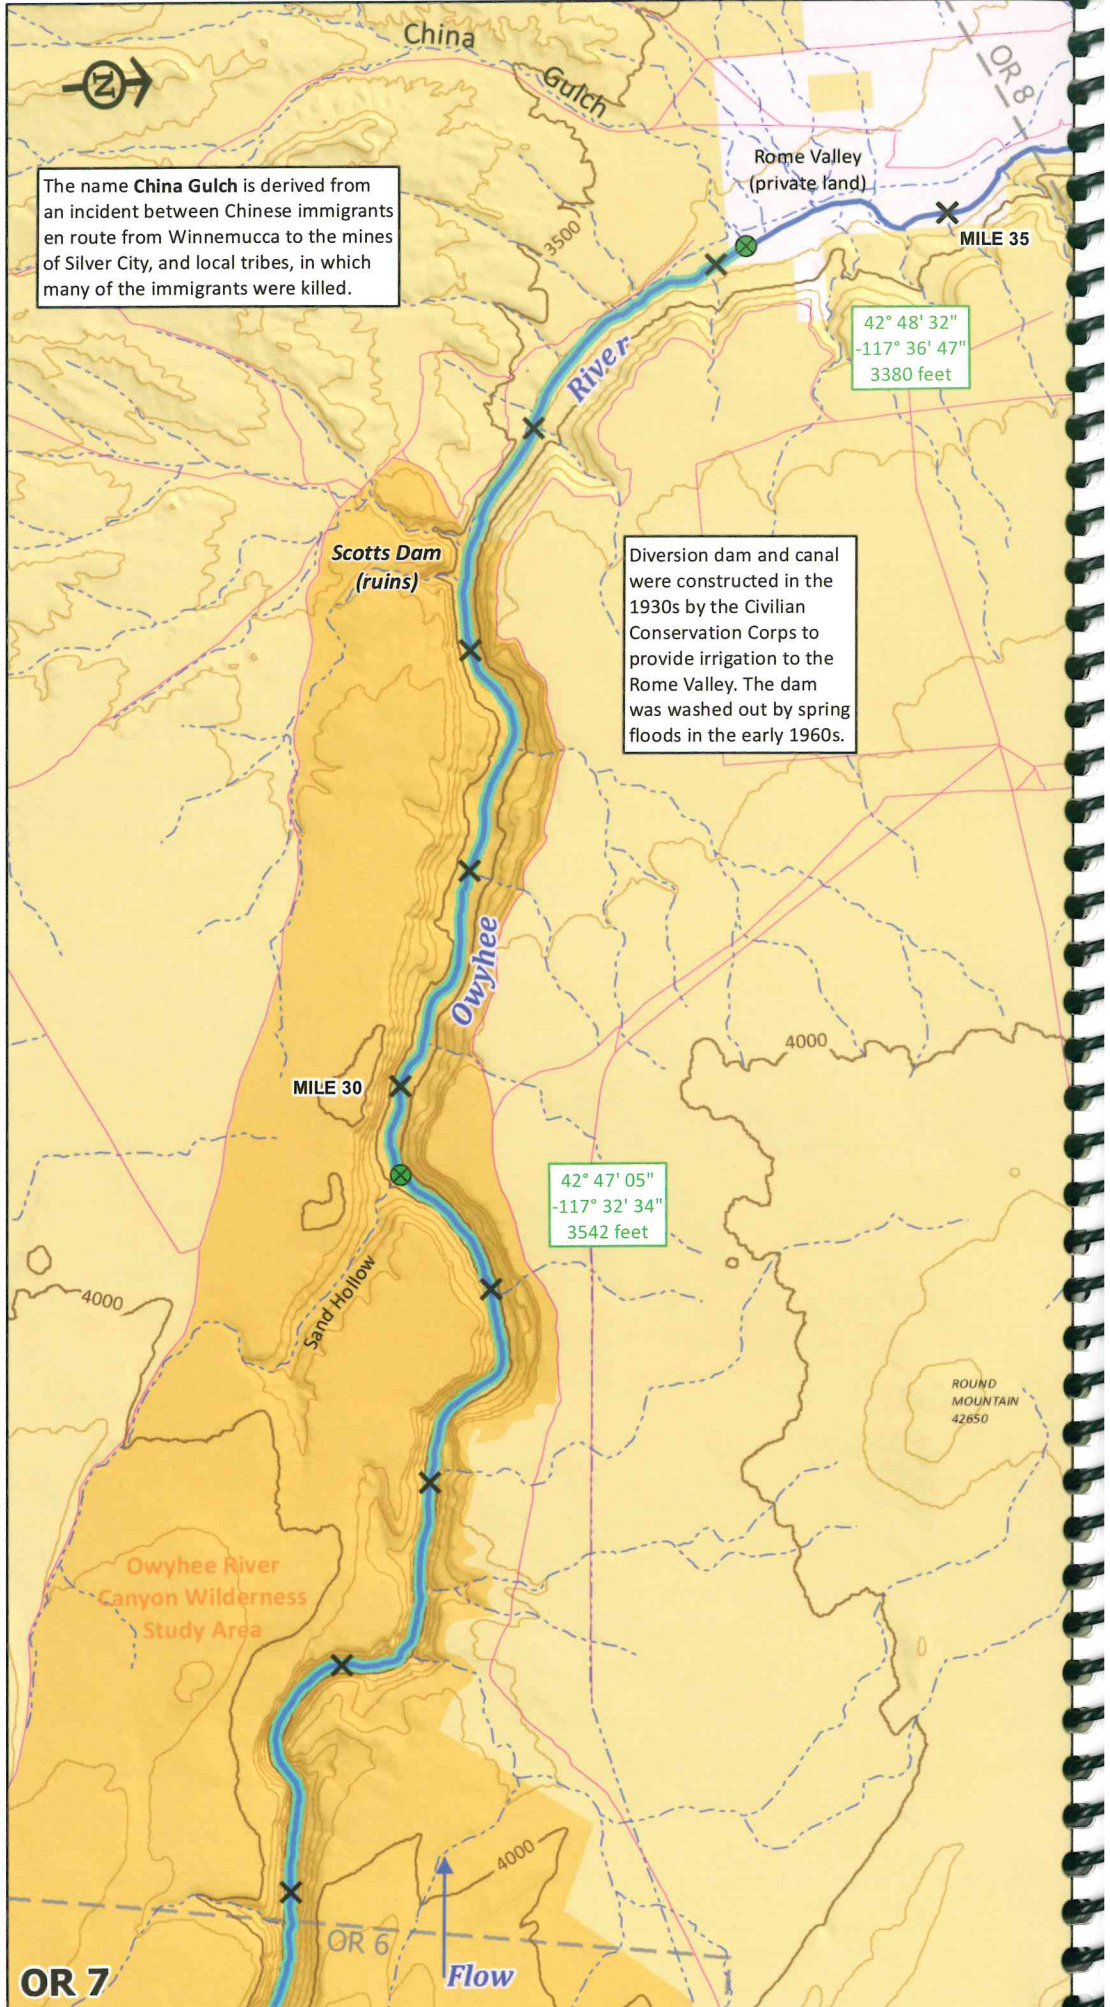 China
Gulch
OR 8
N
Rome Valley
(private land)
The name China Gulch is derived from
an incident between Chinese immigrants
en route from Winnemucca to the mines
of Silver City, and local tribes, in which
many of the immigrants were killed.
3500
MILE 35
42° 48' 32"
-117° 36' 47"
3380 feet
River
Scotts Dam
(ruins)
Diversion dam and canal
were constructed in the
1930s by the Civilian
Conservation Corps to
provide irrigation to the
Rome Valley. The dam
was washed out by spring
floods in the early 1960s.
Owyhee
4000
MILE 30
42° 47' 05"
-117° 32' 34"
3542 feet
Sand Hollow
4000
ROUND
MOUNTAIN
42650
Owyhee River
Canyon Wilderness
Study Area
4000
OR 6
Flow
OR 7